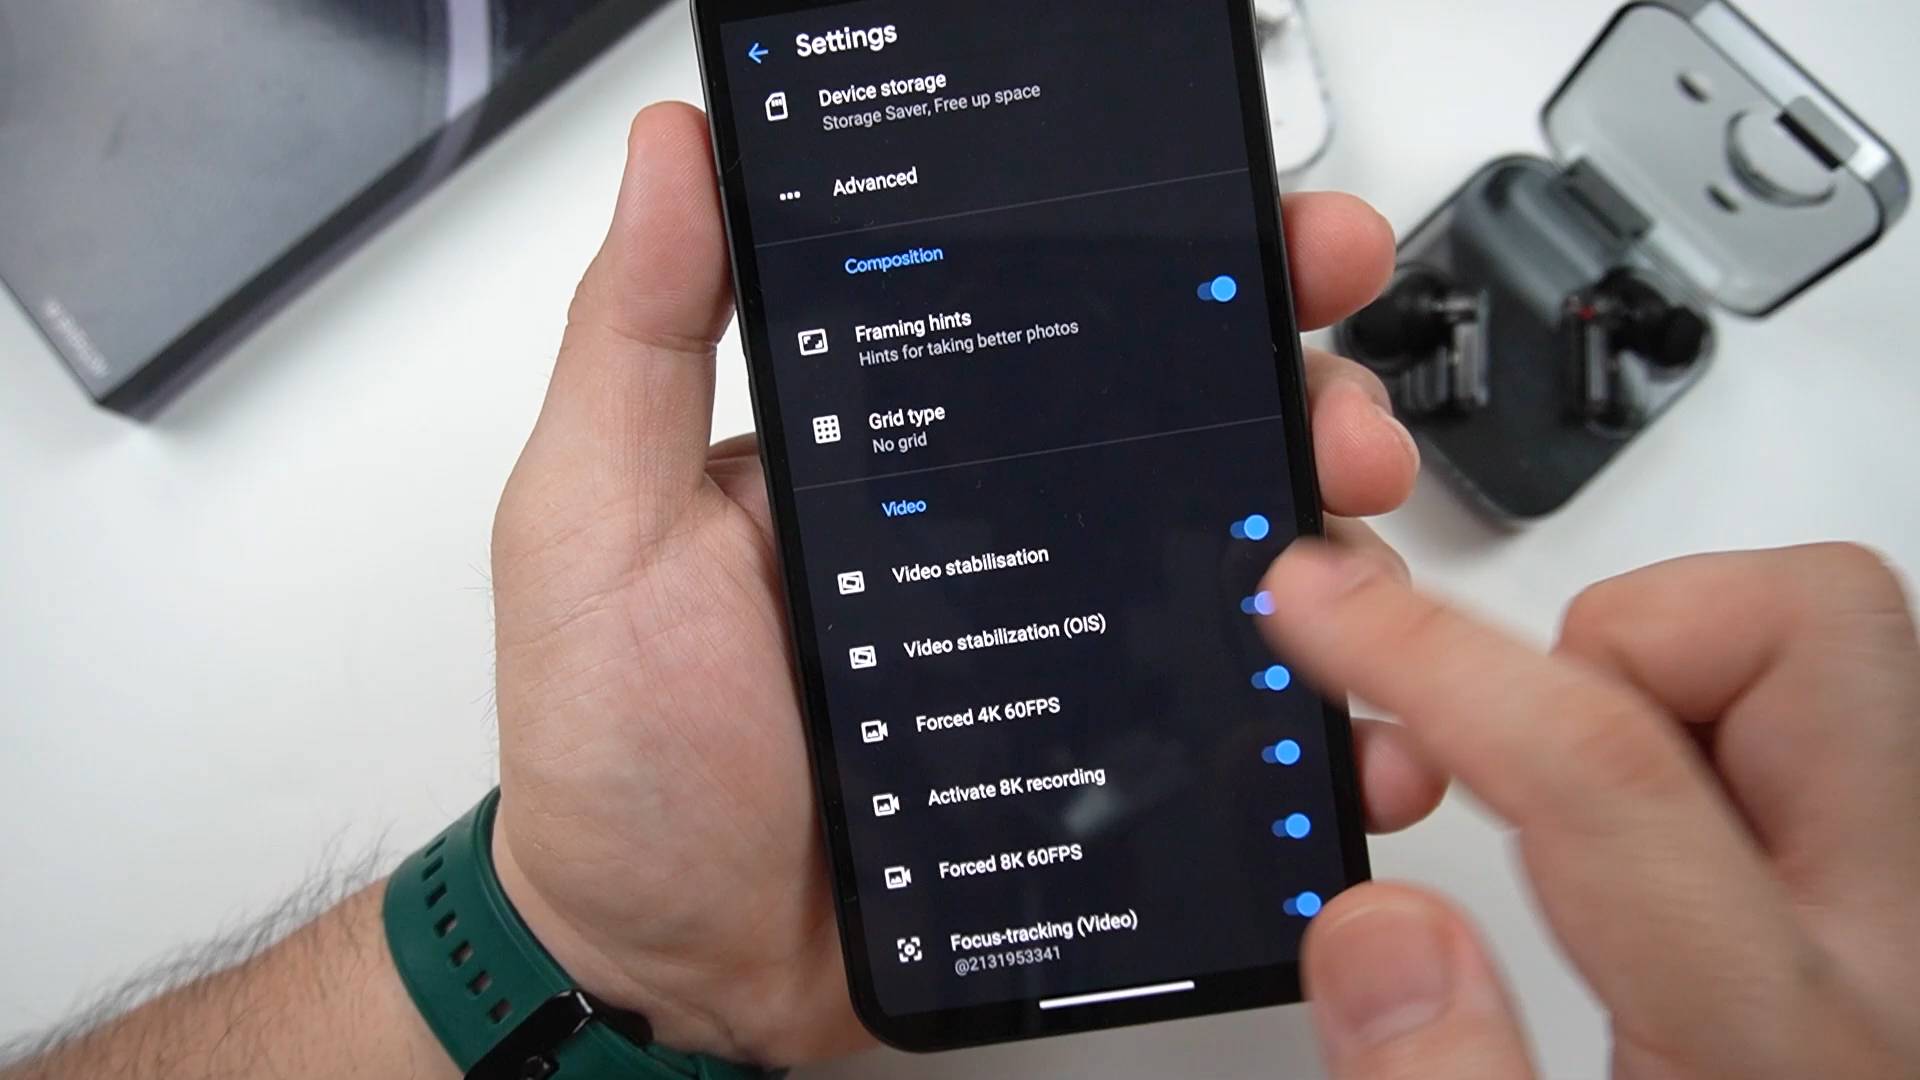 Settings
Device storage
Storage Saver, Free up space
Advanced
Composition
Framing hints
Hints for taking better photos
Grid type
No grid
Video
Video stabilisation
Video stabilization (OIS)
Forced 4K 60FPS
Activate 8K recording
Forced 8K 60FPS
Focus-tracking (Video)
@2131953341